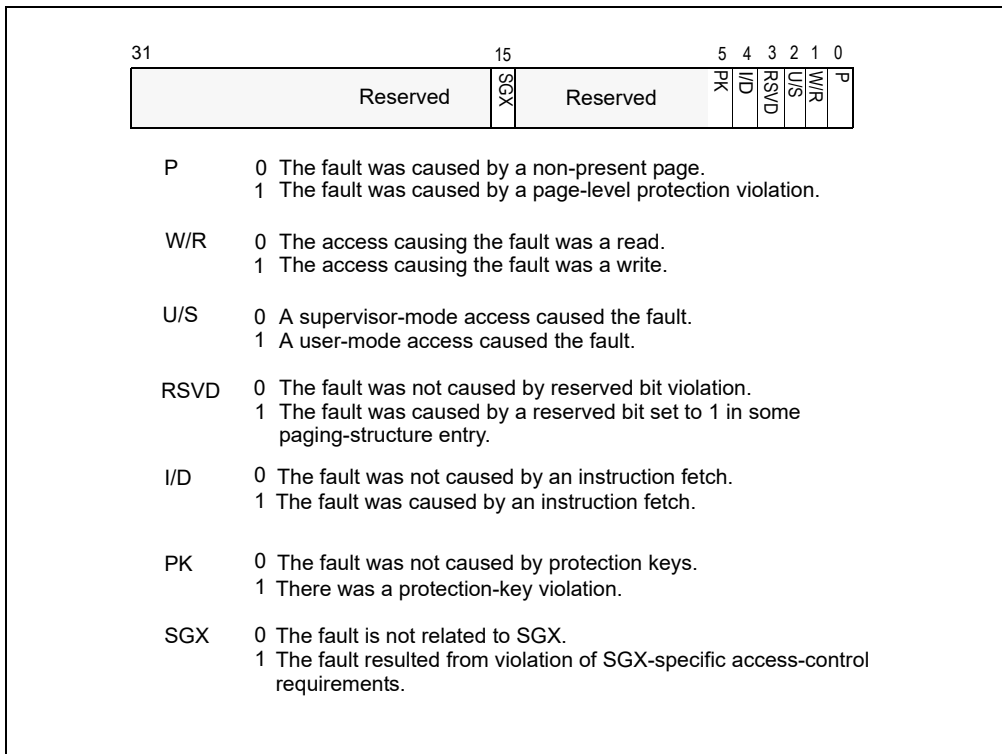 31 15 5 4 3 2 1 0
Reserved SGX Reserved PK I/D RSVD U/S W/R P
P 0 The fault was caused by a non-present page.
1 The fault was caused by a page-level protection violation.
W/R 0 The access causing the fault was a read.
1 The access causing the fault was a write.
U/S 0 A supervisor-mode access caused the fault.
1 A user-mode access caused the fault.
RSVD 0 The fault was not caused by reserved bit violation.
1 The fault was caused by a reserved bit set to 1 in some
paging-structure entry.
I/D 0 The fault was not caused by an instruction fetch.
1 The fault was caused by an instruction fetch.
PK 0 The fault was not caused by protection keys.
1 There was a protection-key violation.
SGX 0 The fault is not related to SGX.
1 The fault resulted from violation of SGX-specific access-control
requirements.